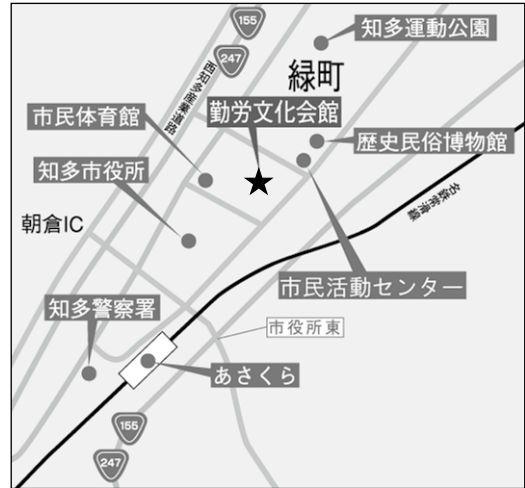 155
247
知多運動公園
緑町
西知多産業道路
市民体育館
勤労文化会館
歴史民俗博物館
知多市役所
名鉄常滑線
朝倉IC
市民活動センター
知多警察署
市役所東
あさくら
155
247